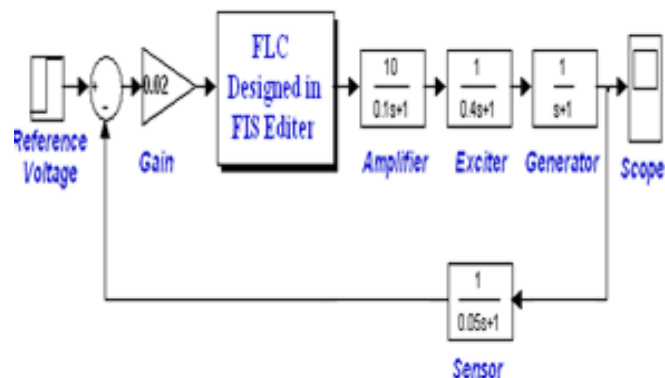 FLC
Designed in
FIS Editer
0.02
10
0.1s+1
1
0.4s+1
1
s+1
+
-
Reference
Voltage
Gain
Amplifier
Exciter
Generator
Scope
1
0.05s+1
Sensor